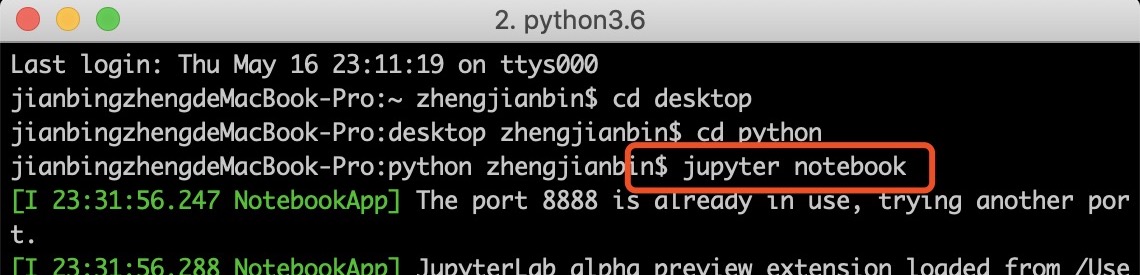 2. python3.6
Last login: Thu May 16 23:11:19 on ttys000
jianbingzhengdeMacBook-Pro:~ zhengjianbin$ cd desktop
jianbingzhengdeMacBook-Pro:desktop zhengjianbin$ cd python
jianbingzhengdeMacBook-Pro:python zhengjianbin$ jupyter notebook
[I 23:31:56.247 NotebookApp] The port 8888 is already in use, trying another por
t.
[I 23:31:56.288 NotebookApp] JupyterLab alpha preview extension loaded from /Use